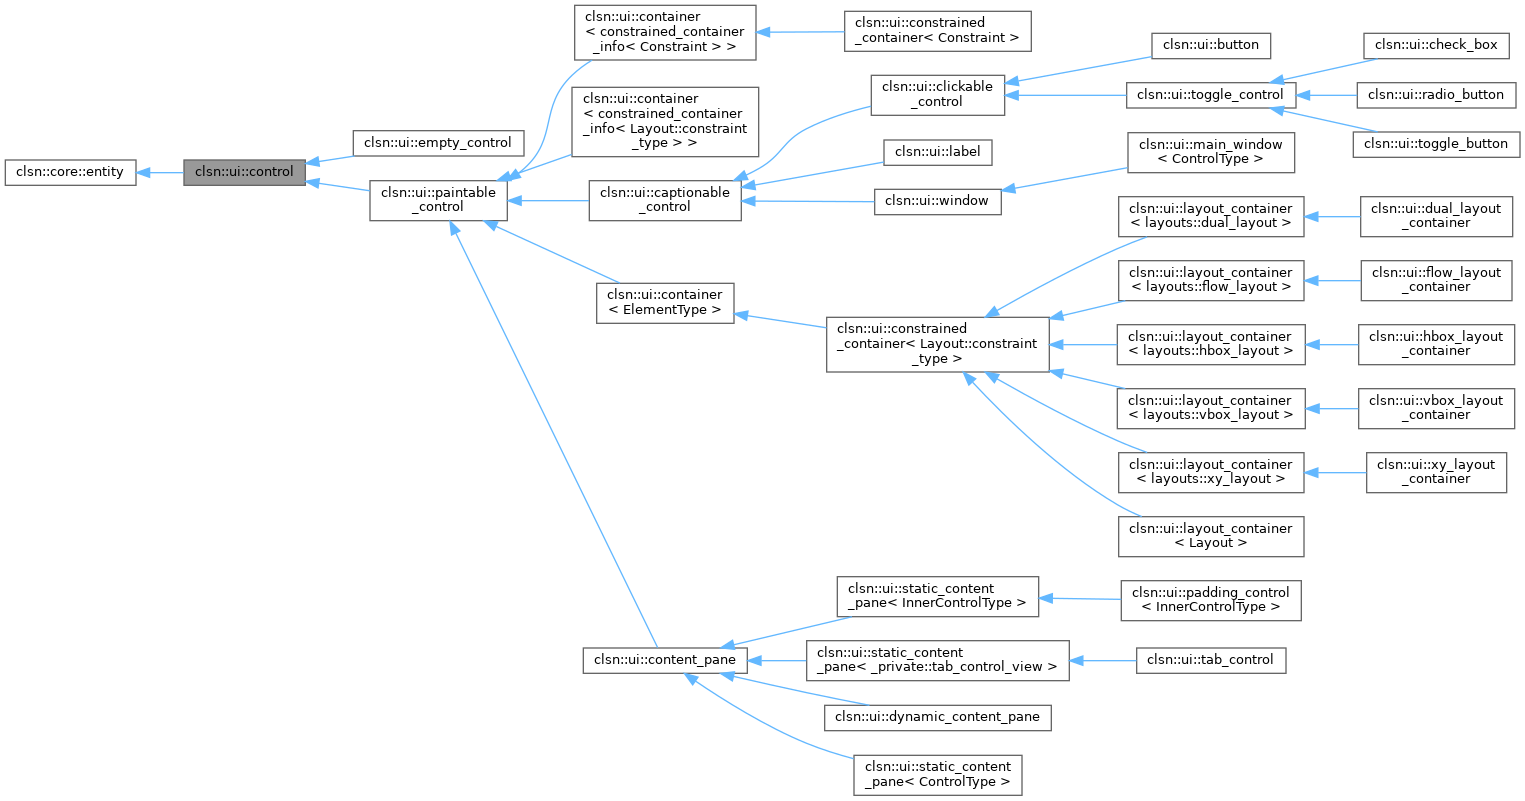 clsn::core::entity
clsn::ui::control
clsn::ui::empty_control
clsn::ui::paintable
_control
clsn::ui::container
< constrained_container
_info< Constraint > >
clsn::ui::constrained
_container< Constraint >
clsn::ui::container
< constrained_container
_info< Layout::constraint
_type > >
clsn::ui::captionable
_control
clsn::ui::clickable
_control
clsn::ui::button
clsn::ui::toggle_control
clsn::ui::check_box
clsn::ui::radio_button
clsn::ui::toggle_button
clsn::ui::label
clsn::ui::window
clsn::ui::main_window
< ControlType >
clsn::ui::container
< ElementType >
clsn::ui::constrained
_container< Layout::constraint
_type >
clsn::ui::layout_container
< layouts::dual_layout >
clsn::ui::dual_layout
_container
clsn::ui::layout_container
< layouts::flow_layout >
clsn::ui::flow_layout
_container
clsn::ui::layout_container
< layouts::hbox_layout >
clsn::ui::hbox_layout
_container
clsn::ui::layout_container
< layouts::vbox_layout >
clsn::ui::vbox_layout
_container
clsn::ui::layout_container
< layouts::xy_layout >
clsn::ui::xy_layout
_container
clsn::ui::layout_container
< Layout >
clsn::ui::content_pane
clsn::ui::static_content
_pane< InnerControlType >
clsn::ui::padding_control
< InnerControlType >
clsn::ui::static_content
_pane< _private::tab_control_view >
clsn::ui::tab_control
clsn::ui::dynamic_content_pane
clsn::ui::static_content
_pane< ControlType >